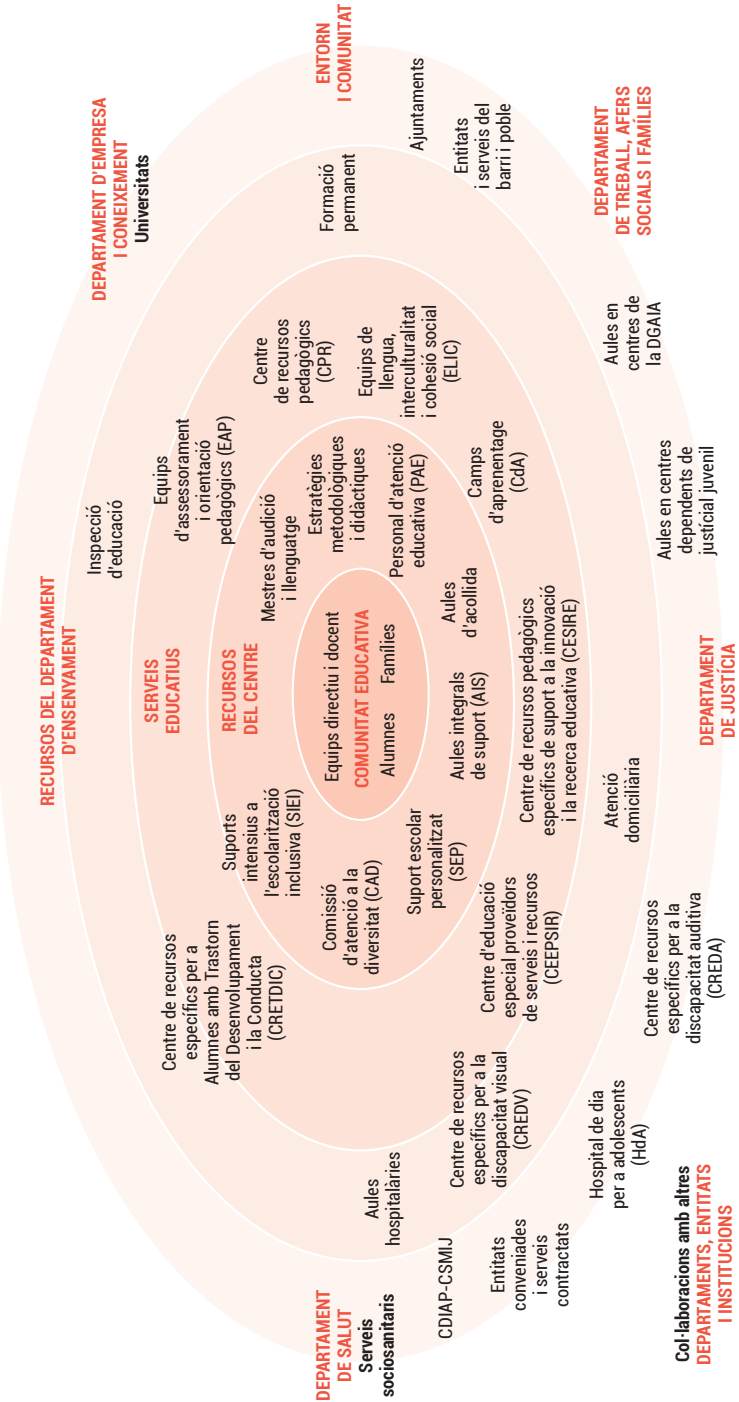 RECURSOS DEL DEPARTAMENT
D'ENSENYAMENT
DEPARTAMENT D'EMPRESA
I CONEIXEMENT
Universitats
Inspecció
d'educació
SERVEIS
EDUCATIUS
Equips
d'assessorament
i orientació
pedagògics (EAP)
Centre de recursos
específics per a
Alumnes amb Trastorn
del Desenvolupament
i la Conducta
(CRETDIC)
RECURSOS
DEL CENTRE
Suports
intensius a
l'escolarització
inclusiva (SIEI)
Mestres d'audició
i llenguatge
Centre
de recursos
pedagògics
(CPR)
Estratègies
metodològiques
i didàctiques
Comissió
d'atenció a la
diversitat (CAD)
Equips directiu i docent
COMUNITAT EDUCATIVA
Alumnes
Famílies
Personal d'atenció
educativa (PAE)
Equips de
llengua,
interculturalitat
i cohesió social
(ELIC)
Formació
permanent
ENTORN
I COMUNITAT
Ajuntaments
Entitats
i serveis del
barri i poble
DEPARTAMENT
DE SALUT
Serveis
sociosanitaris
Aules
hospitalàries
CDIAP-CSMIJ
Suport escolar
personalitzat
(SEP)
Aules integrals
de suport (AIS)
Aules
d'acollida
Camps
d'aprenentage
(CdA)
Centre de recursos
específics per a la
discapacitat visual
(CREDV)
Centre d'educació
especial proveïdors
de serveis i recursos
(CEEPSIR)
Centre de recursos pedagògics
específics de suport a la innovació
i la recerca educativa (CESIRE)
Entitats
conveniades
i serveis
contractats
Hospital de dia
per a adolescents
(HdA)
Atenció
domiciliària
Aules en
centres de
la DGAIA
DEPARTAMENT
DE TREBALL, AFERS
SOCIALS I FAMÍLIES
Centre de recursos
específics per a la
discapacitat auditiva
(CREDA)
Aules en centres
dependents de
justícial juvenil
DEPARTAMENT
DE JUSTÍCIA
Col·laboracions amb altres
DEPARTAMENTS, ENTITATS
I INSTITUCIONS